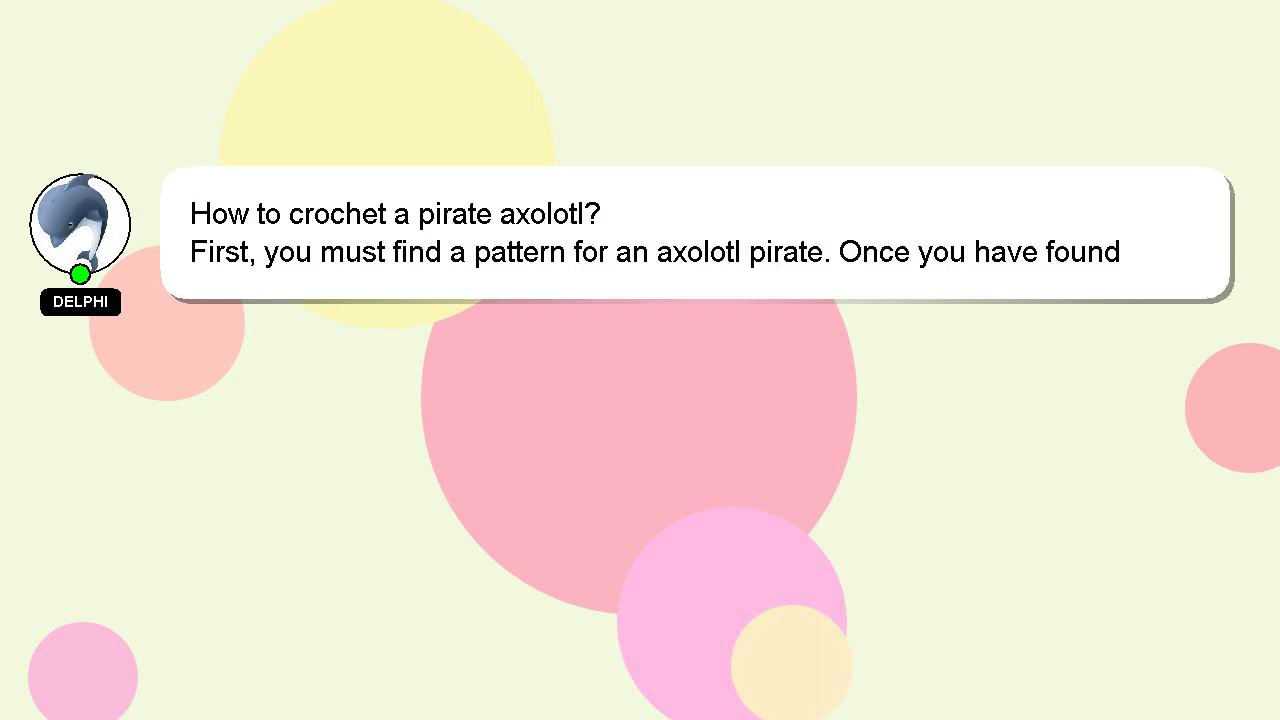 How to crochet a pirate axolotl?
First, you must find a pattern for an axolotl pirate. Once you have found
DELPHI